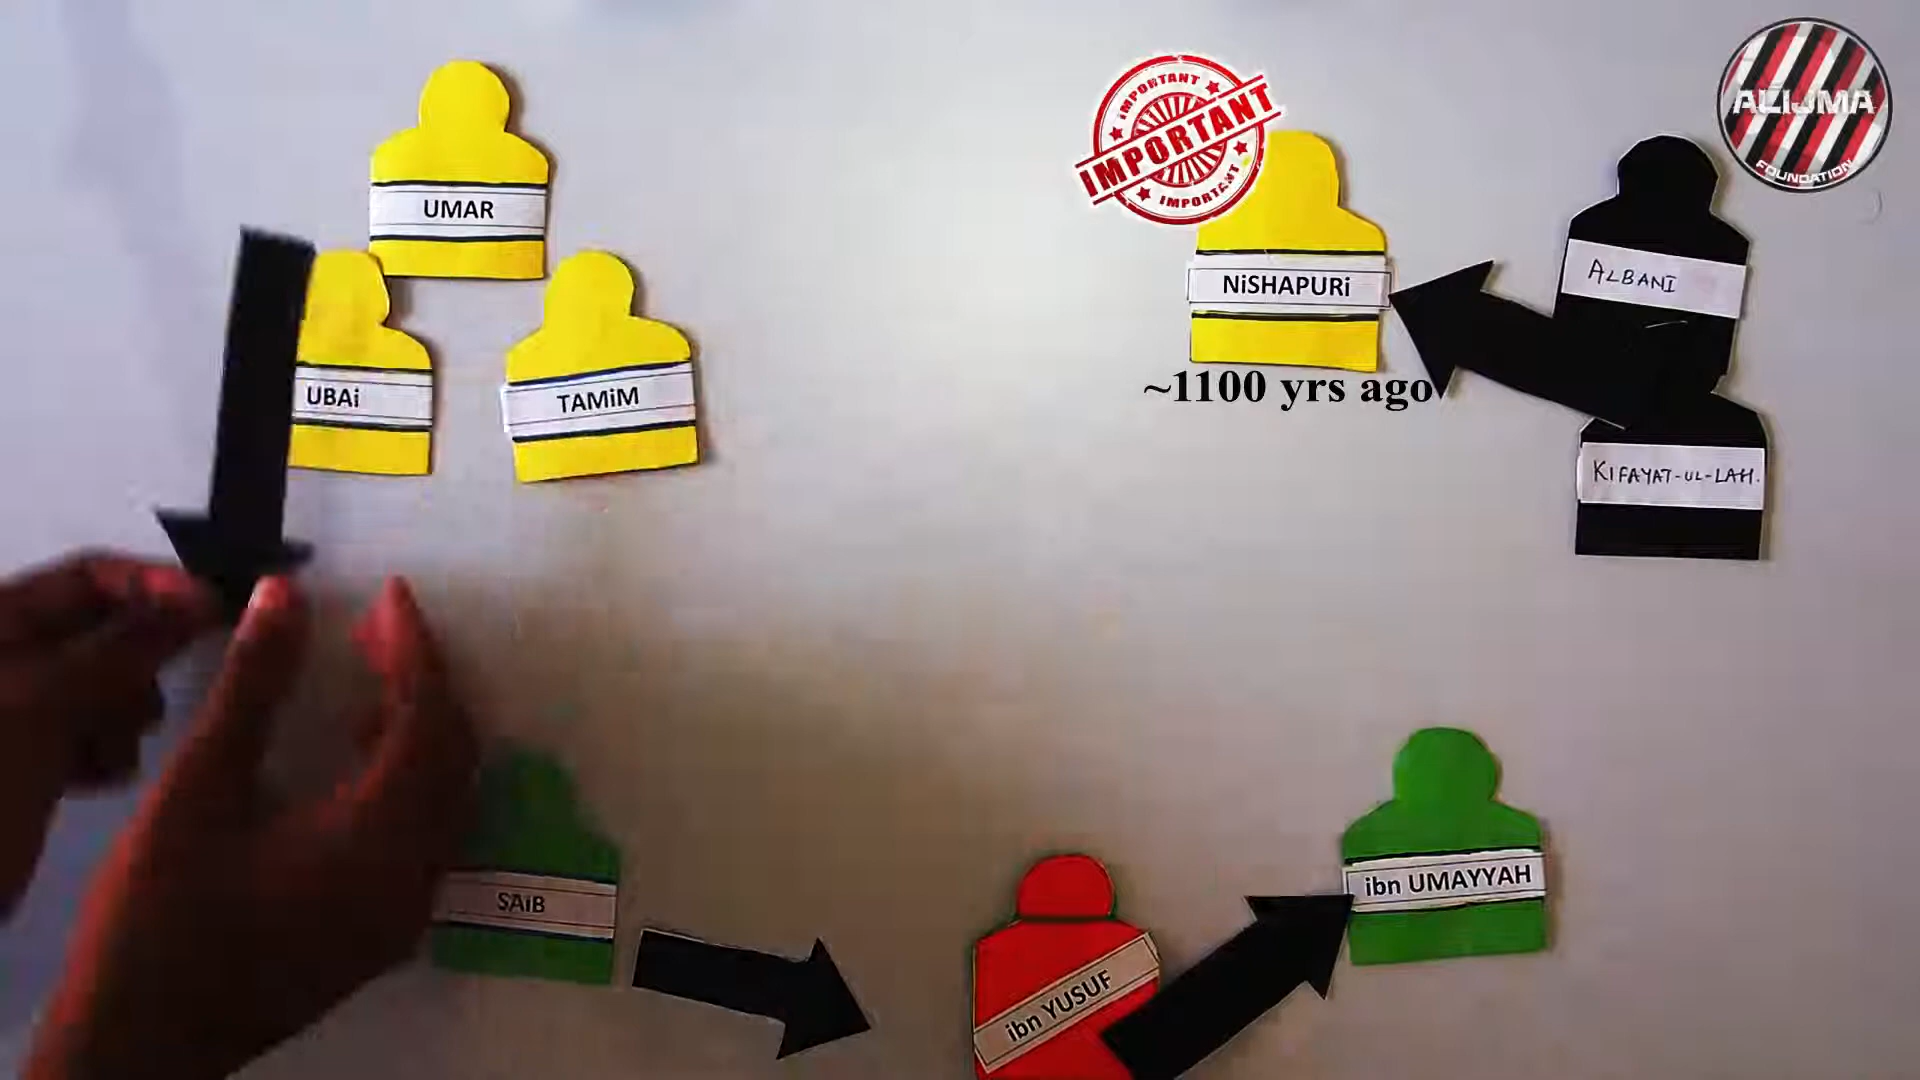 UMAR
UBAi
TAMiM
IMPORTANT
IMPORTANT
IMPORTANT
NiSHAPURi
~1100 yrs ago
ALIJMA
FOUNDATION
ALBANI
KIFAYAT-UL-LAH.
SAiB
ibn YUSUF
ibn UMAYYAH